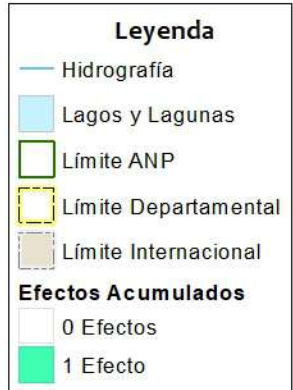 Leyenda
Hidrografía
Lagos y Lagunas
Límite ANP
Límite Departamental
Límite Internacional
Efectos Acumulados
0 Efectos
1 Efecto